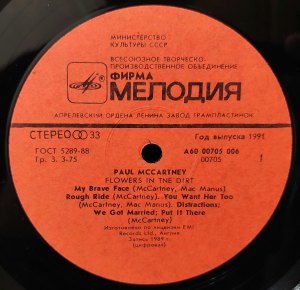 МИНИСТЕРСТВО
КУЛЬТУРЫ СССР
ВСЕСОЮЗНОЕ ТВОРЧЕСКО-
ПРОИЗВОДСТВЕННОЕ ОБЪЕДИНЕНИЕ
ФИРМА
МЕЛОДИЯ
АПРЕЛЕВСКИЙ ОРДЕНА ЛЕНИНА ЗАВОД ГРАМПЛАСТИНОК
СТЕРЕО 33
Год выпуска 1991
ГОСТ 5289-88
А60 00705 006
Гр. 3. 3-75
00705
1
PAUL MCCARTNEY
FLOWERS IN THE DIRT
My Brave Face (McCartney, Mac Manus)
Rough Ride (McCartney). You Want Her Too
(McCartney, Mac Manus). Distractions;
We Got Married; Put It There
(McCartney)
Изготовлено по лицензии EMI
Records Ltd., Англия
Запись 1989 г.
(цифровая)